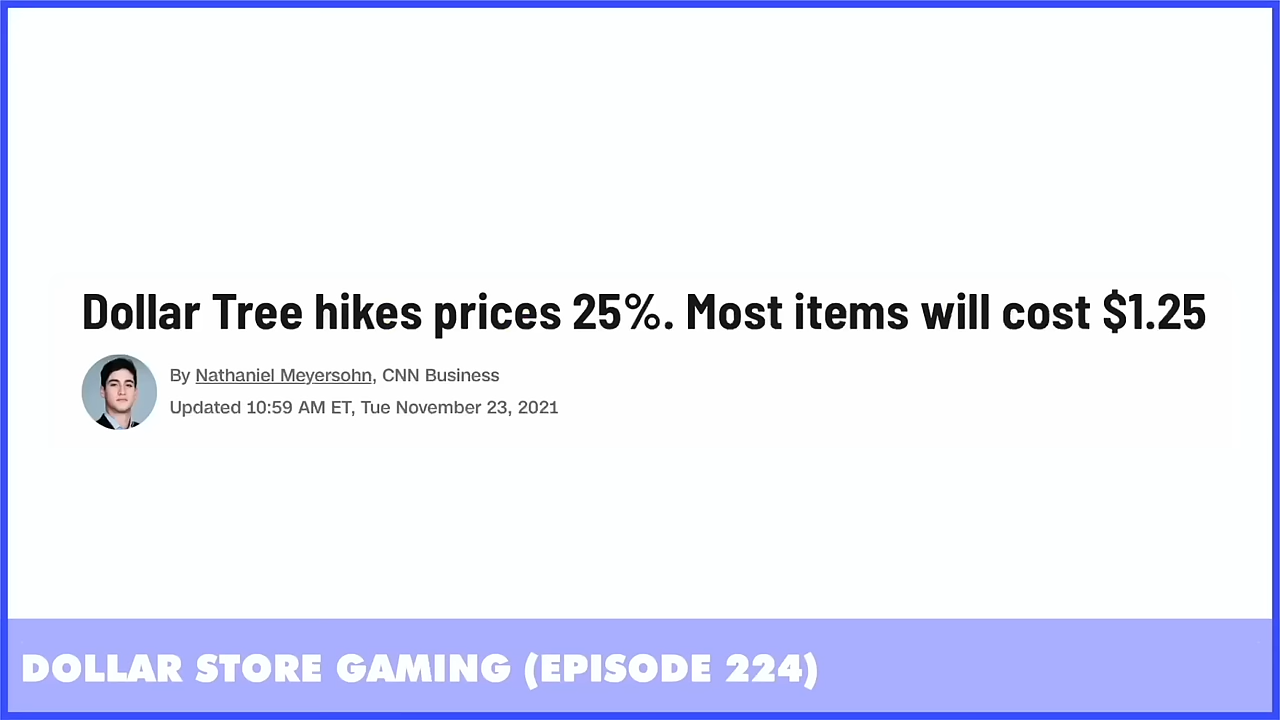 Dollar Tree hikes prices 25%. Most items will cost $1.25
By Nathaniel Meyersohn, CNN Business
Updated 10:59 AM ET, Tue November 23, 2021
DOLLAR STORE GAMING (EPISODE 224)